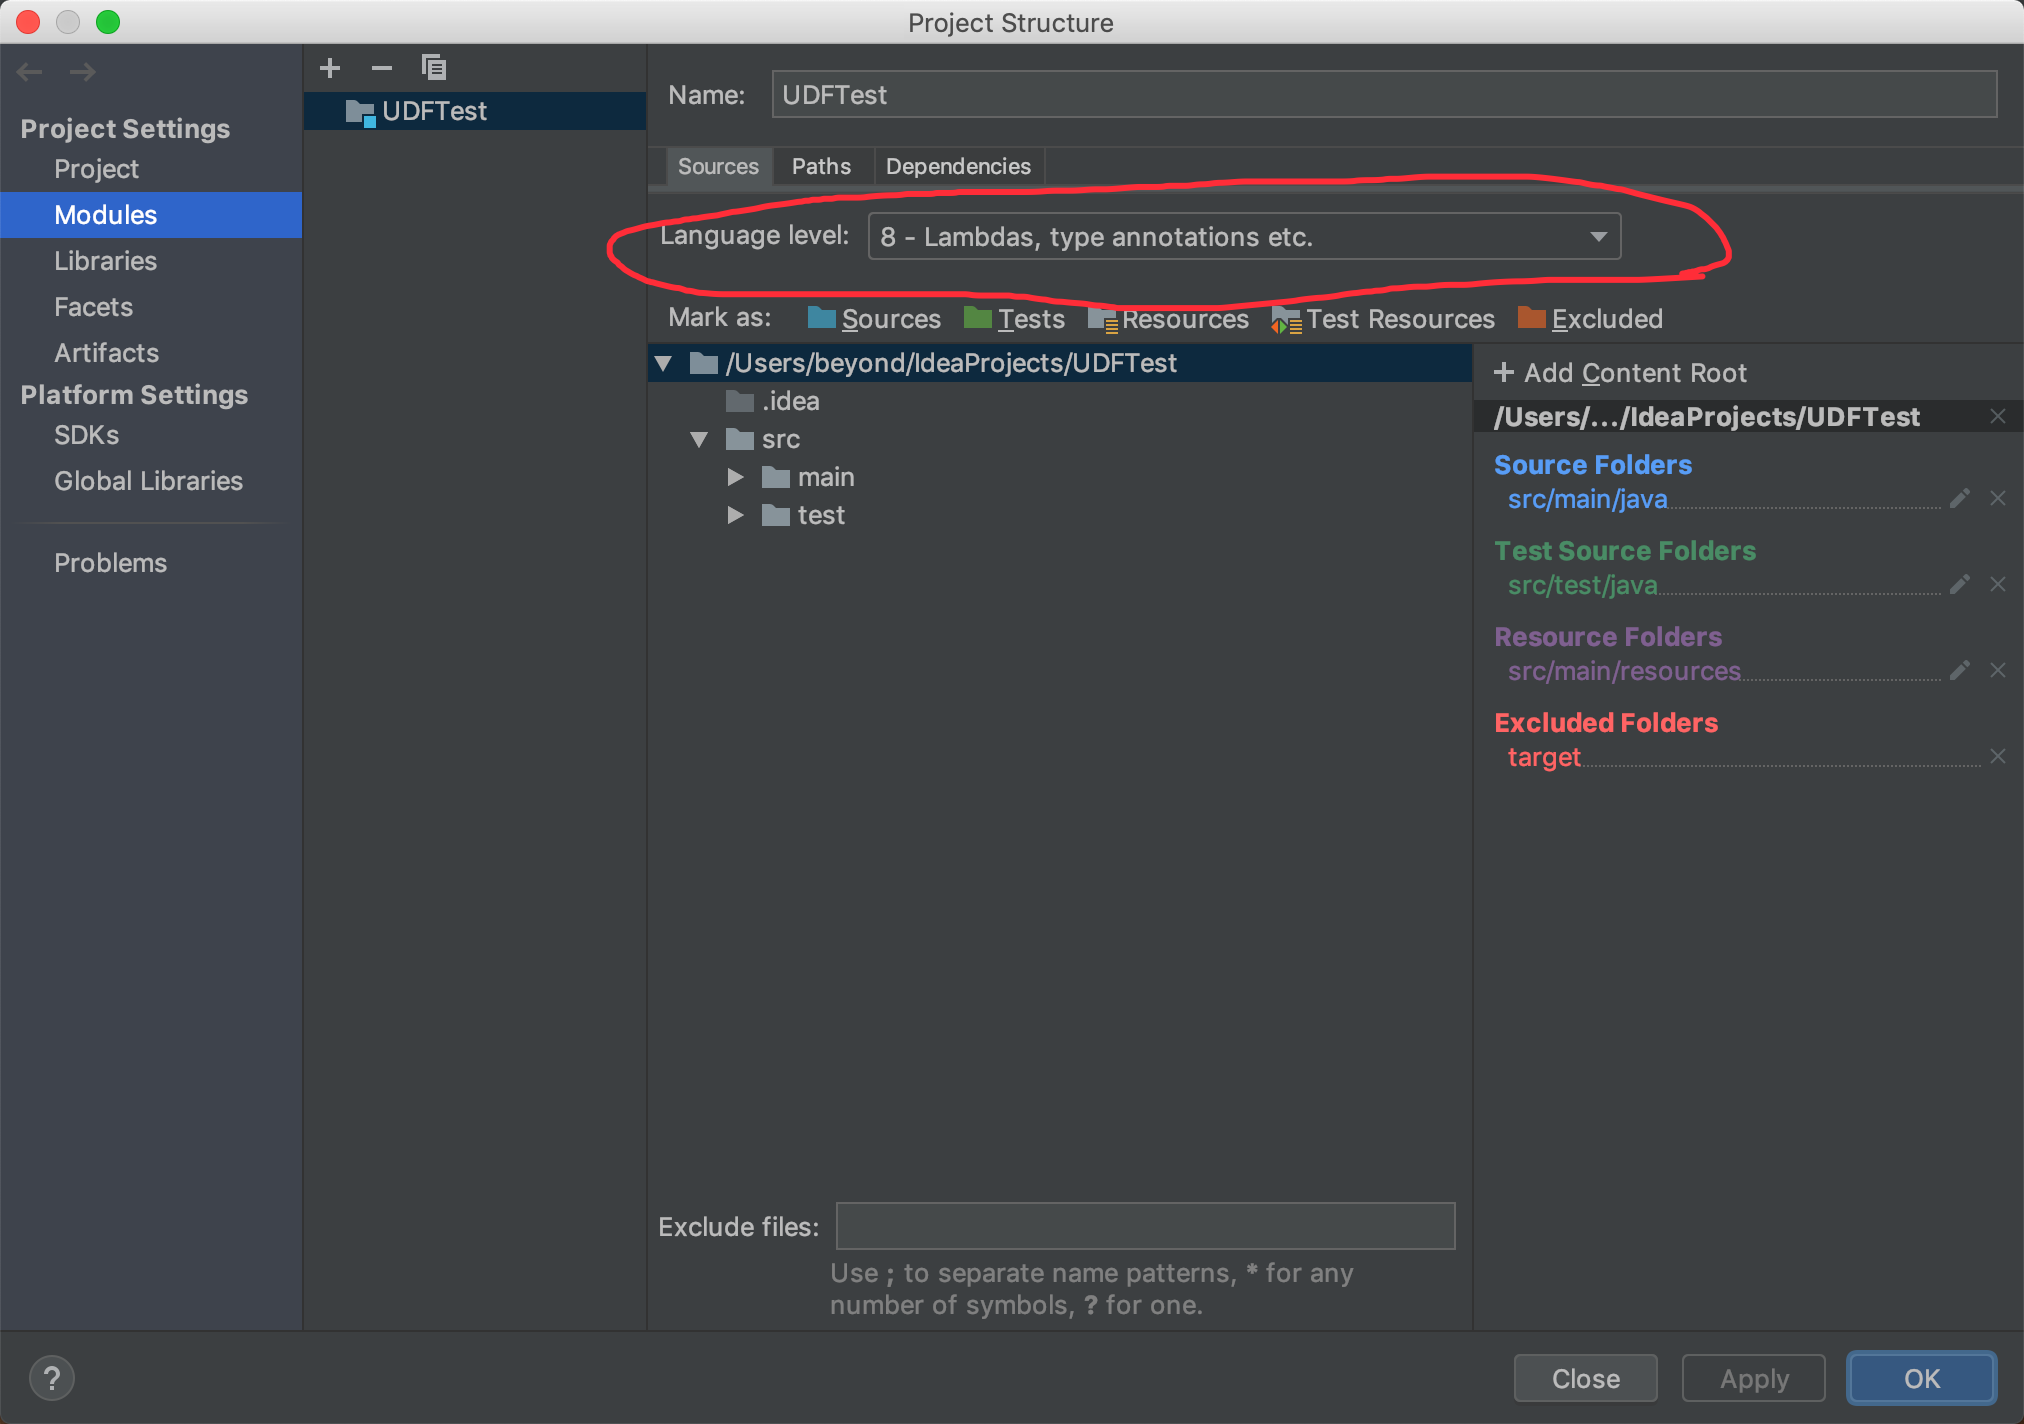 Project Structure
Project Settings
Project
Modules
Libraries
Facets
Artifacts
Platform Settings
SDKs
Global Libraries
Problems
UDFTest
Name: UDFTest
Sources Paths Dependencies
Language level: 8 - Lambdas, type annotations etc.
Mark as: Sources Tests Resources Test Resources Excluded
/Users/beyond/IdeaProjects/UDFTest
.idea
src
main
test
Add Content Root
/Users/.../IdeaProjects/UDFTest
Source Folders
src/main/java
Test Source Folders
src/test/java
Resource Folders
src/main/resources
Excluded Folders
target
Exclude files:
Use ; to separate name patterns, * for any
number of symbols, ? for one.
? Close Apply OK